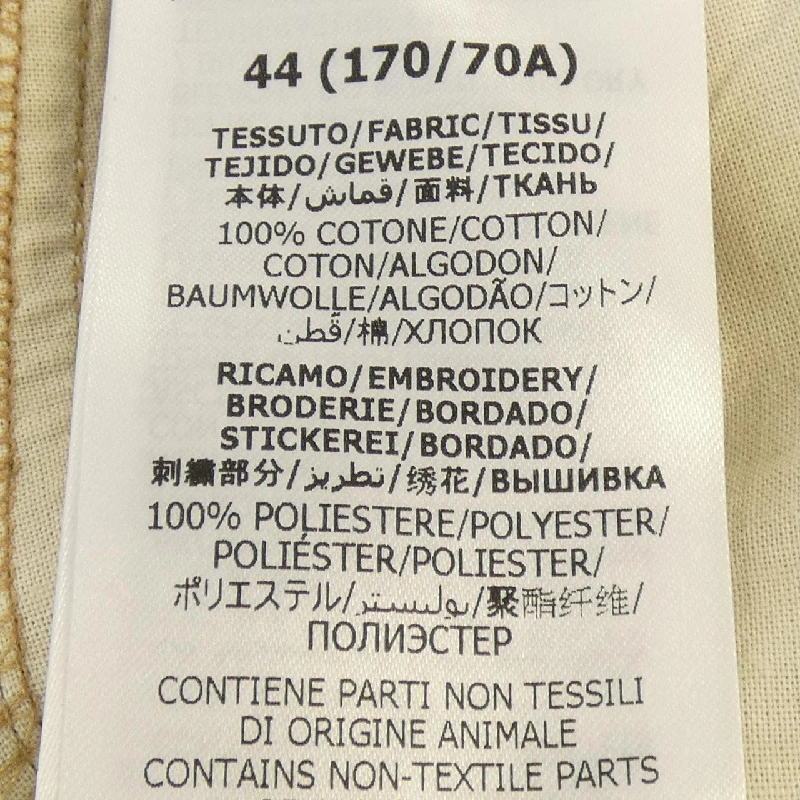 44 (170/70A)
TESSUTO/FABRIC/TISSU/
TEJIDO/GEWEBE/TECIDO/
本体/قماش/面料/ТКАНЬ
100% COTONE/COTTON/
COTON/ALGODON/
BAUMWOLLE/ALGODÃO/コットン/
قطن/棉/ХЛОПОК
RICAMO/EMBROIDERY/
BRODERIE/BORDADO/
STICKEREI/BORDADO/
刺繍部分/تطريز/绣花/ВЫШИВКА
100% POLIESTERE/POLYESTER/
POLIÉSTER/POLIESTER/
ポリエステル/بوليستر/聚酯纤维/
ПОЛИЭСТЕР
CONTIENE PARTI NON TESSILI
DI ORIGINE ANIMALE
CONTAINS NON-TEXTILE PARTS